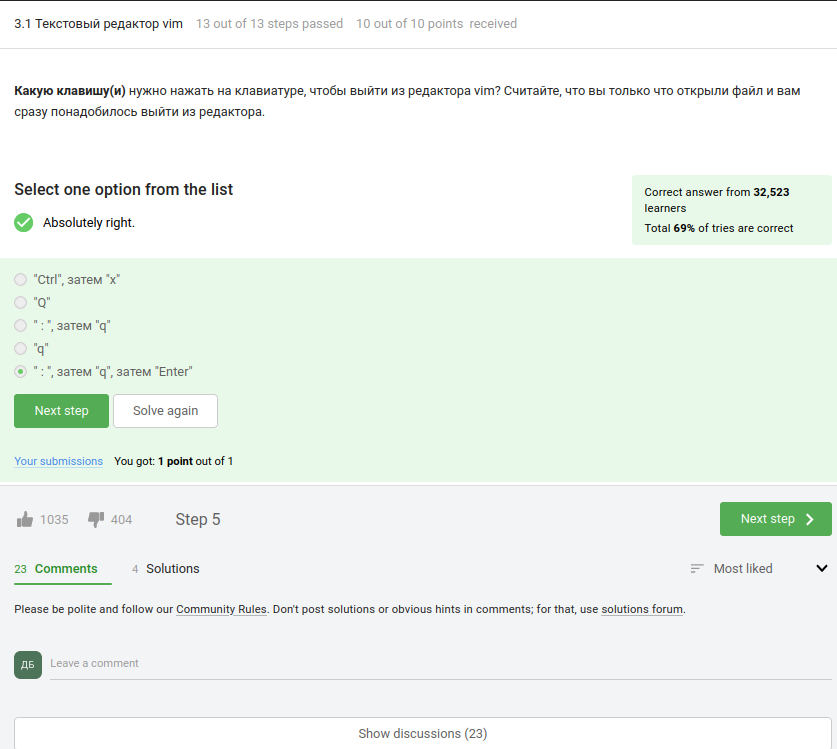 3.1 Текстовый редактор vim 13 out of 13 steps passed 10 out of 10 points received
Какую клавишу(и) нужно нажать на клавиатуре, чтобы выйти из редактора vim? Считайте, что вы только что открыли файл и вам
сразу понадобилось выйти из редактора.
Select one option from the list
Absolutely right.
Correct answer from 32,523
learners
Total 69% of tries are correct
"Ctrl", затем "x"
"Q"
" : ", затем "q"
"q"
" : ", затем "q", затем "Enter"
Next step Solve again
Your submissions You got: 1 point out of 1
1035 404 Step 5 Next step
23 Comments 4 Solutions Most liked
Please be polite and follow our Community Rules. Don't post solutions or obvious hints in comments; for that, use solutions forum.
ДБ Leave a comment
Show discussions (23)